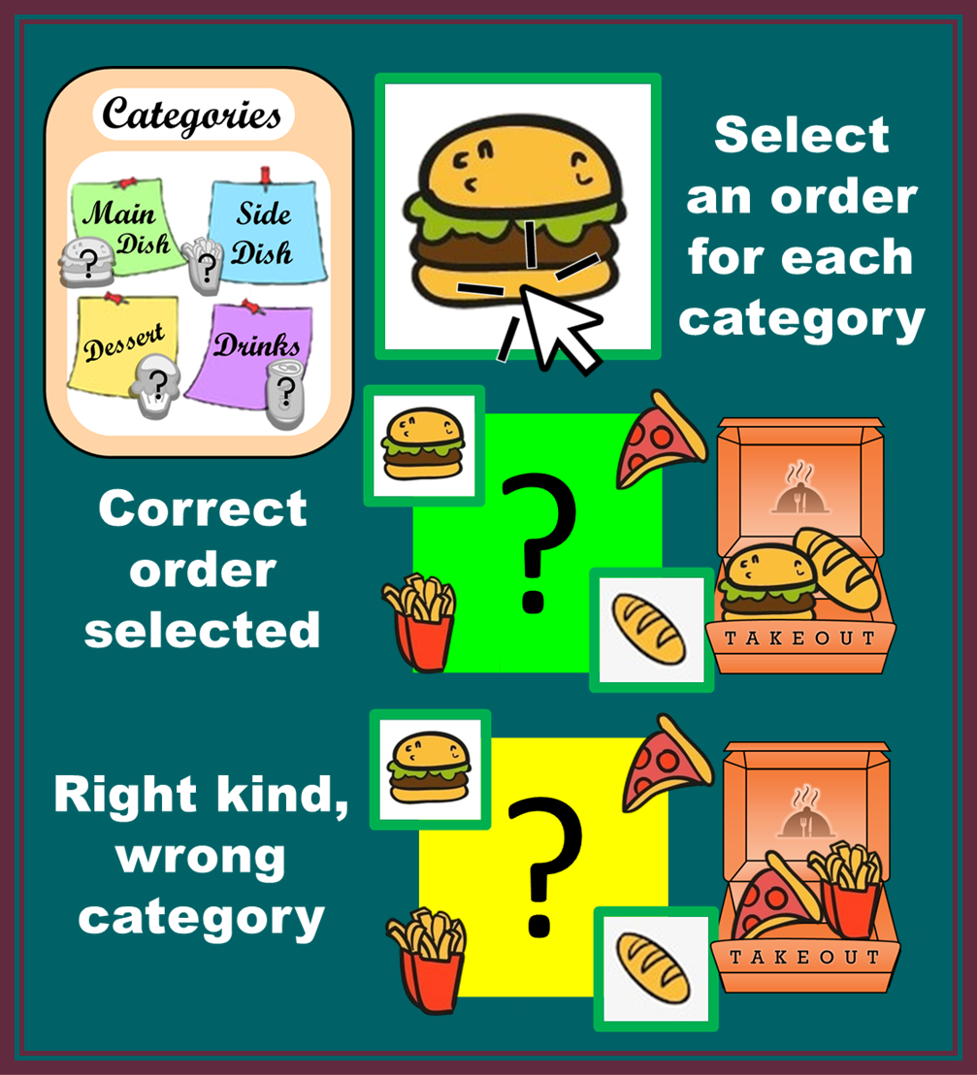 Categories
Main
Dish
?
Side
Dish
?
Dessert
?
Drinks
?
Select
an order
for each
category
Correct
order
selected
?
TAKEOUT
Right kind,
wrong
category
?
TAKEOUT